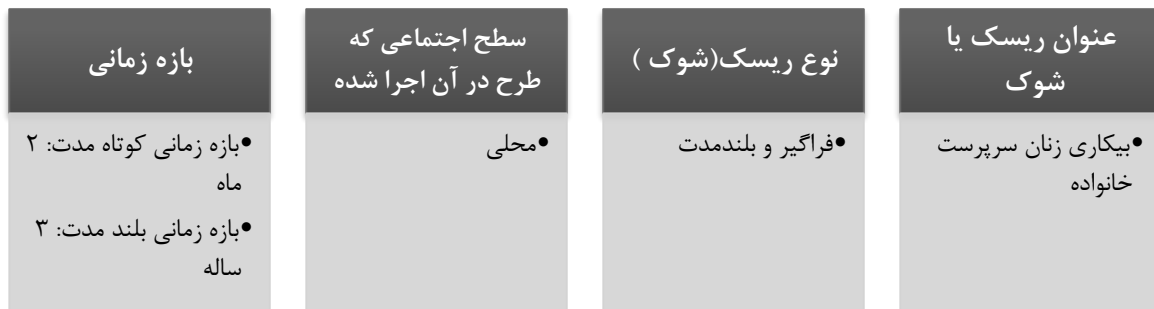 عنوان ریسک یا
شوک
•بیکاری زنان سرپرست
خانواده
نوع ریسک(شوک )
•فراگیر و بلندمدت
سطح اجتماعی که
طرح در آن اجرا شده
•محلی
بازه زمانی
•بازه زمانی کوتاه مدت: ۲
ماه
•بازه زمانی بلند مدت: ۳
ساله